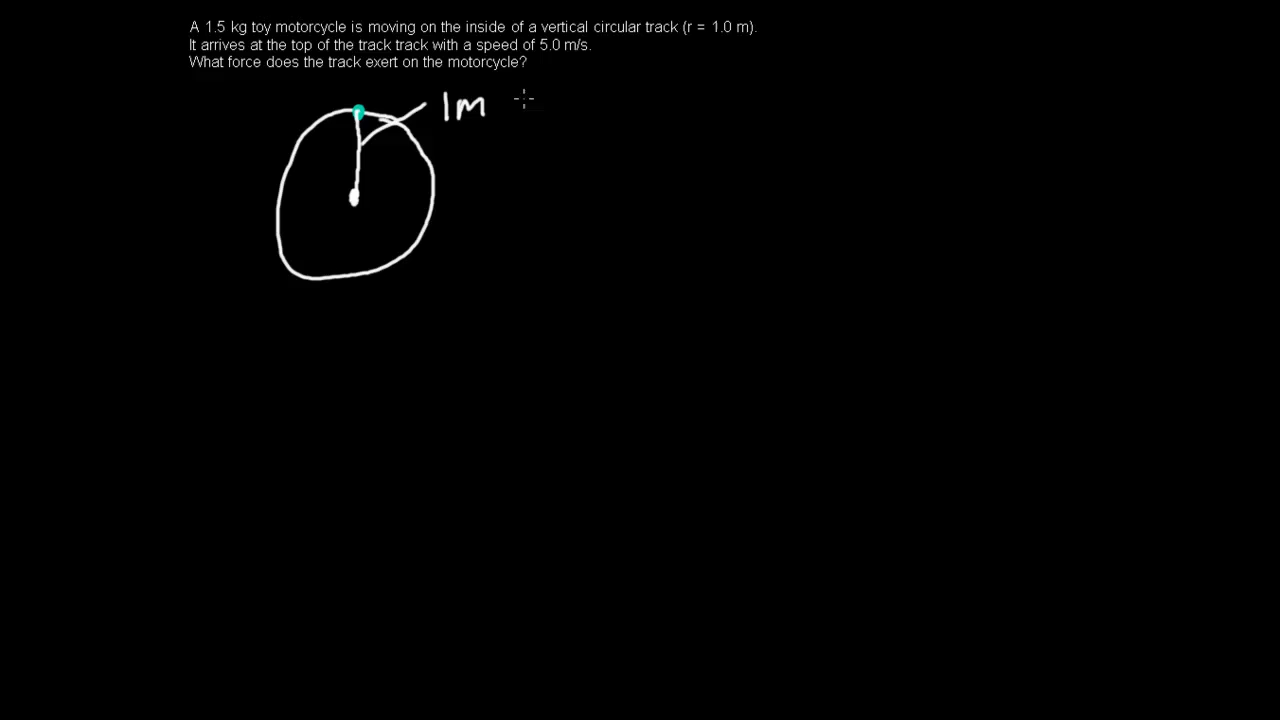 A 1.5 kg toy motorcycle is moving on the inside of a vertical circular track (r = 1.0 m).
It arrives at the top of the track track with a speed of 5.0 m/s.
What force does the track exert on the motorcycle?
1m